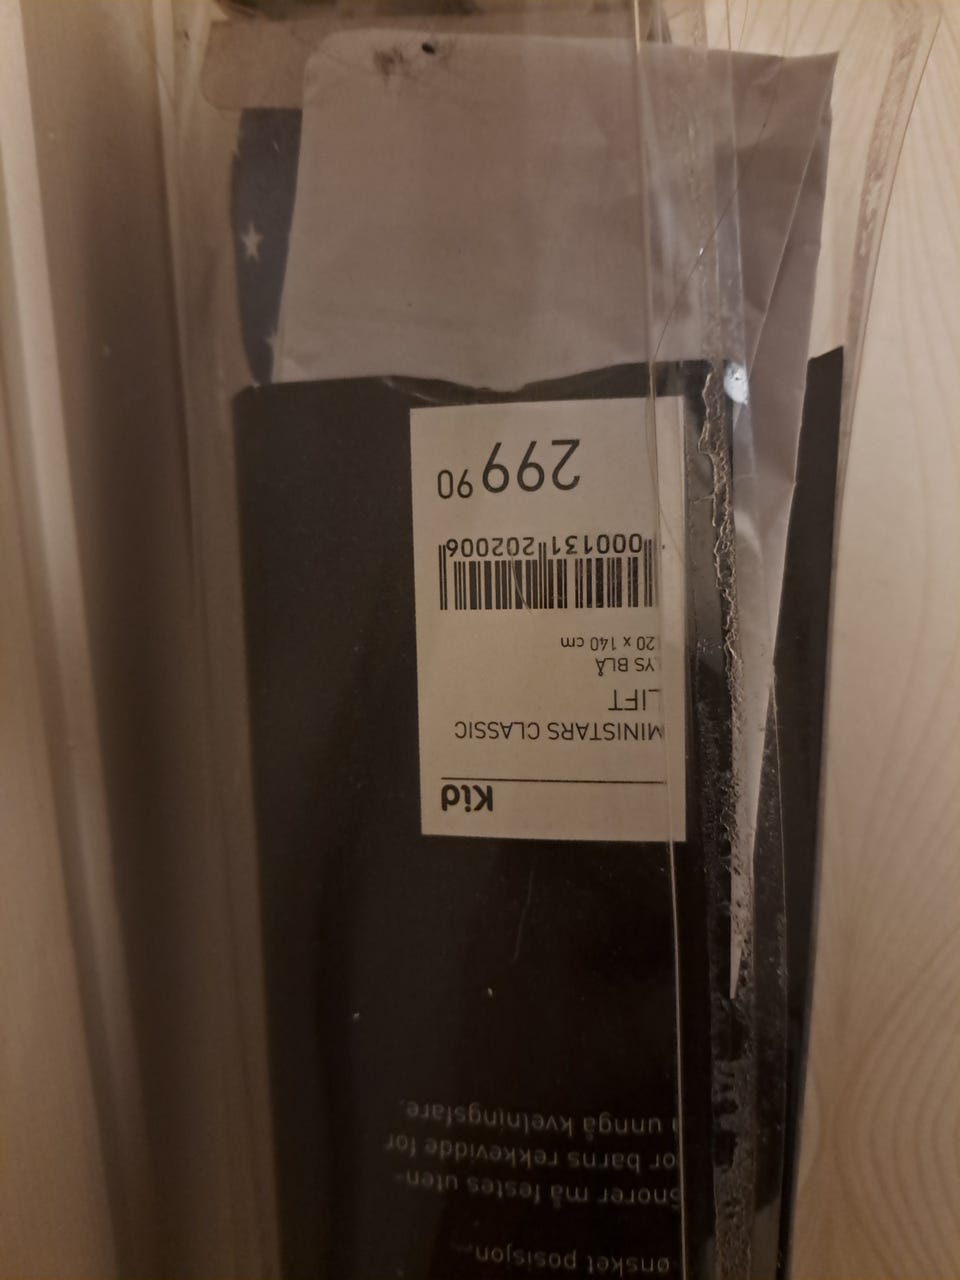 Kid
MINISTARS CLASSIC
LIFT
YS BLÅ
20 x 140 cm
000131 202006
299 90
ønsket posisjon.
Snorer må festes uten-
or barns rekkevidde for
unngå kvelningsfare.